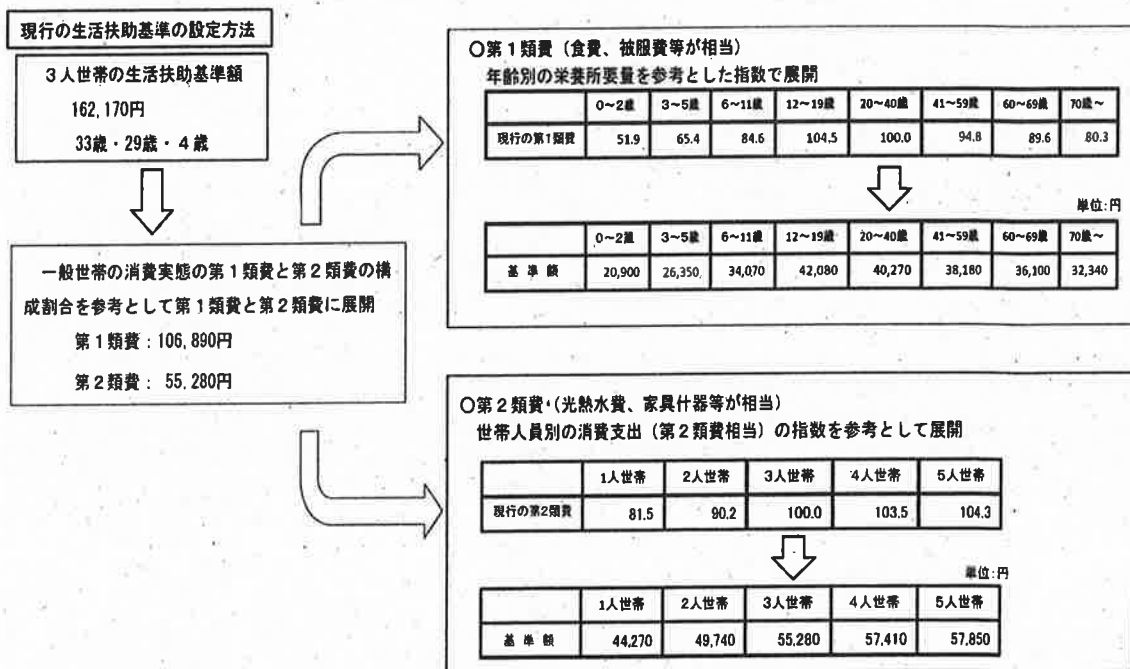 現行の生活扶助基準の設定方法
3人世帯の生活扶助基準額
162,170円
33歳・29歳・4歳
一般世帯の消費実態の第1類費と第2類費の構
成割合を参考として第1類費と第2類費に展開
第1類費：106,890円
第2類費： 55,280円
○第1類費（食費、被服費等が相当）
年齢別の栄養所要量を参考とした指数で展開
0～2歳 3～5歳 6～11歳 12～19歳 20～40歳 41～59歳 60～69歳 70歳～
現行の第1類費 51.9 65.4 84.6 104.5 100.0 94.8 89.6 80.3
単位：円
0～2歳 3～5歳 6～11歳 12～19歳 20～40歳 41～59歳 60～69歳 70歳～
基準額 20,900 26,350 34,070 42,080 40,270 38,180 36,100 32,340
○第2類費（光熱水費、家具什器等が相当）
世帯人員別の消費支出（第2類費相当）の指数を参考として展開
1人世帯 2人世帯 3人世帯 4人世帯 5人世帯
現行の第2類費 81.5 90.2 100.0 103.5 104.3
単位：円
1人世帯 2人世帯 3人世帯 4人世帯 5人世帯
基準額 44,270 49,740 55,280 57,410 57,850